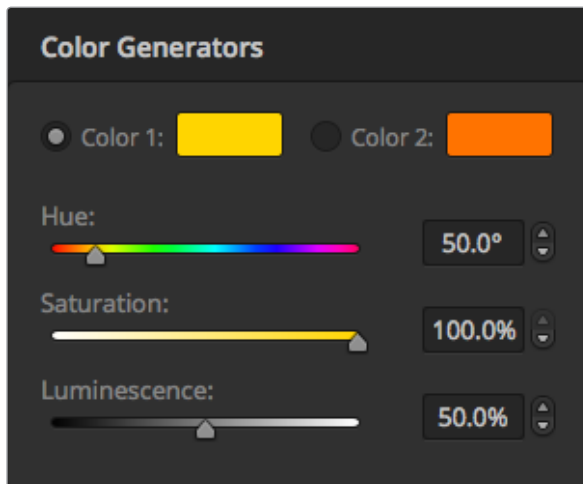 Color Generators
Color 1: Color 2:
Hue:
50.0°
Saturation:
100.0%
Luminescence:
50.0%